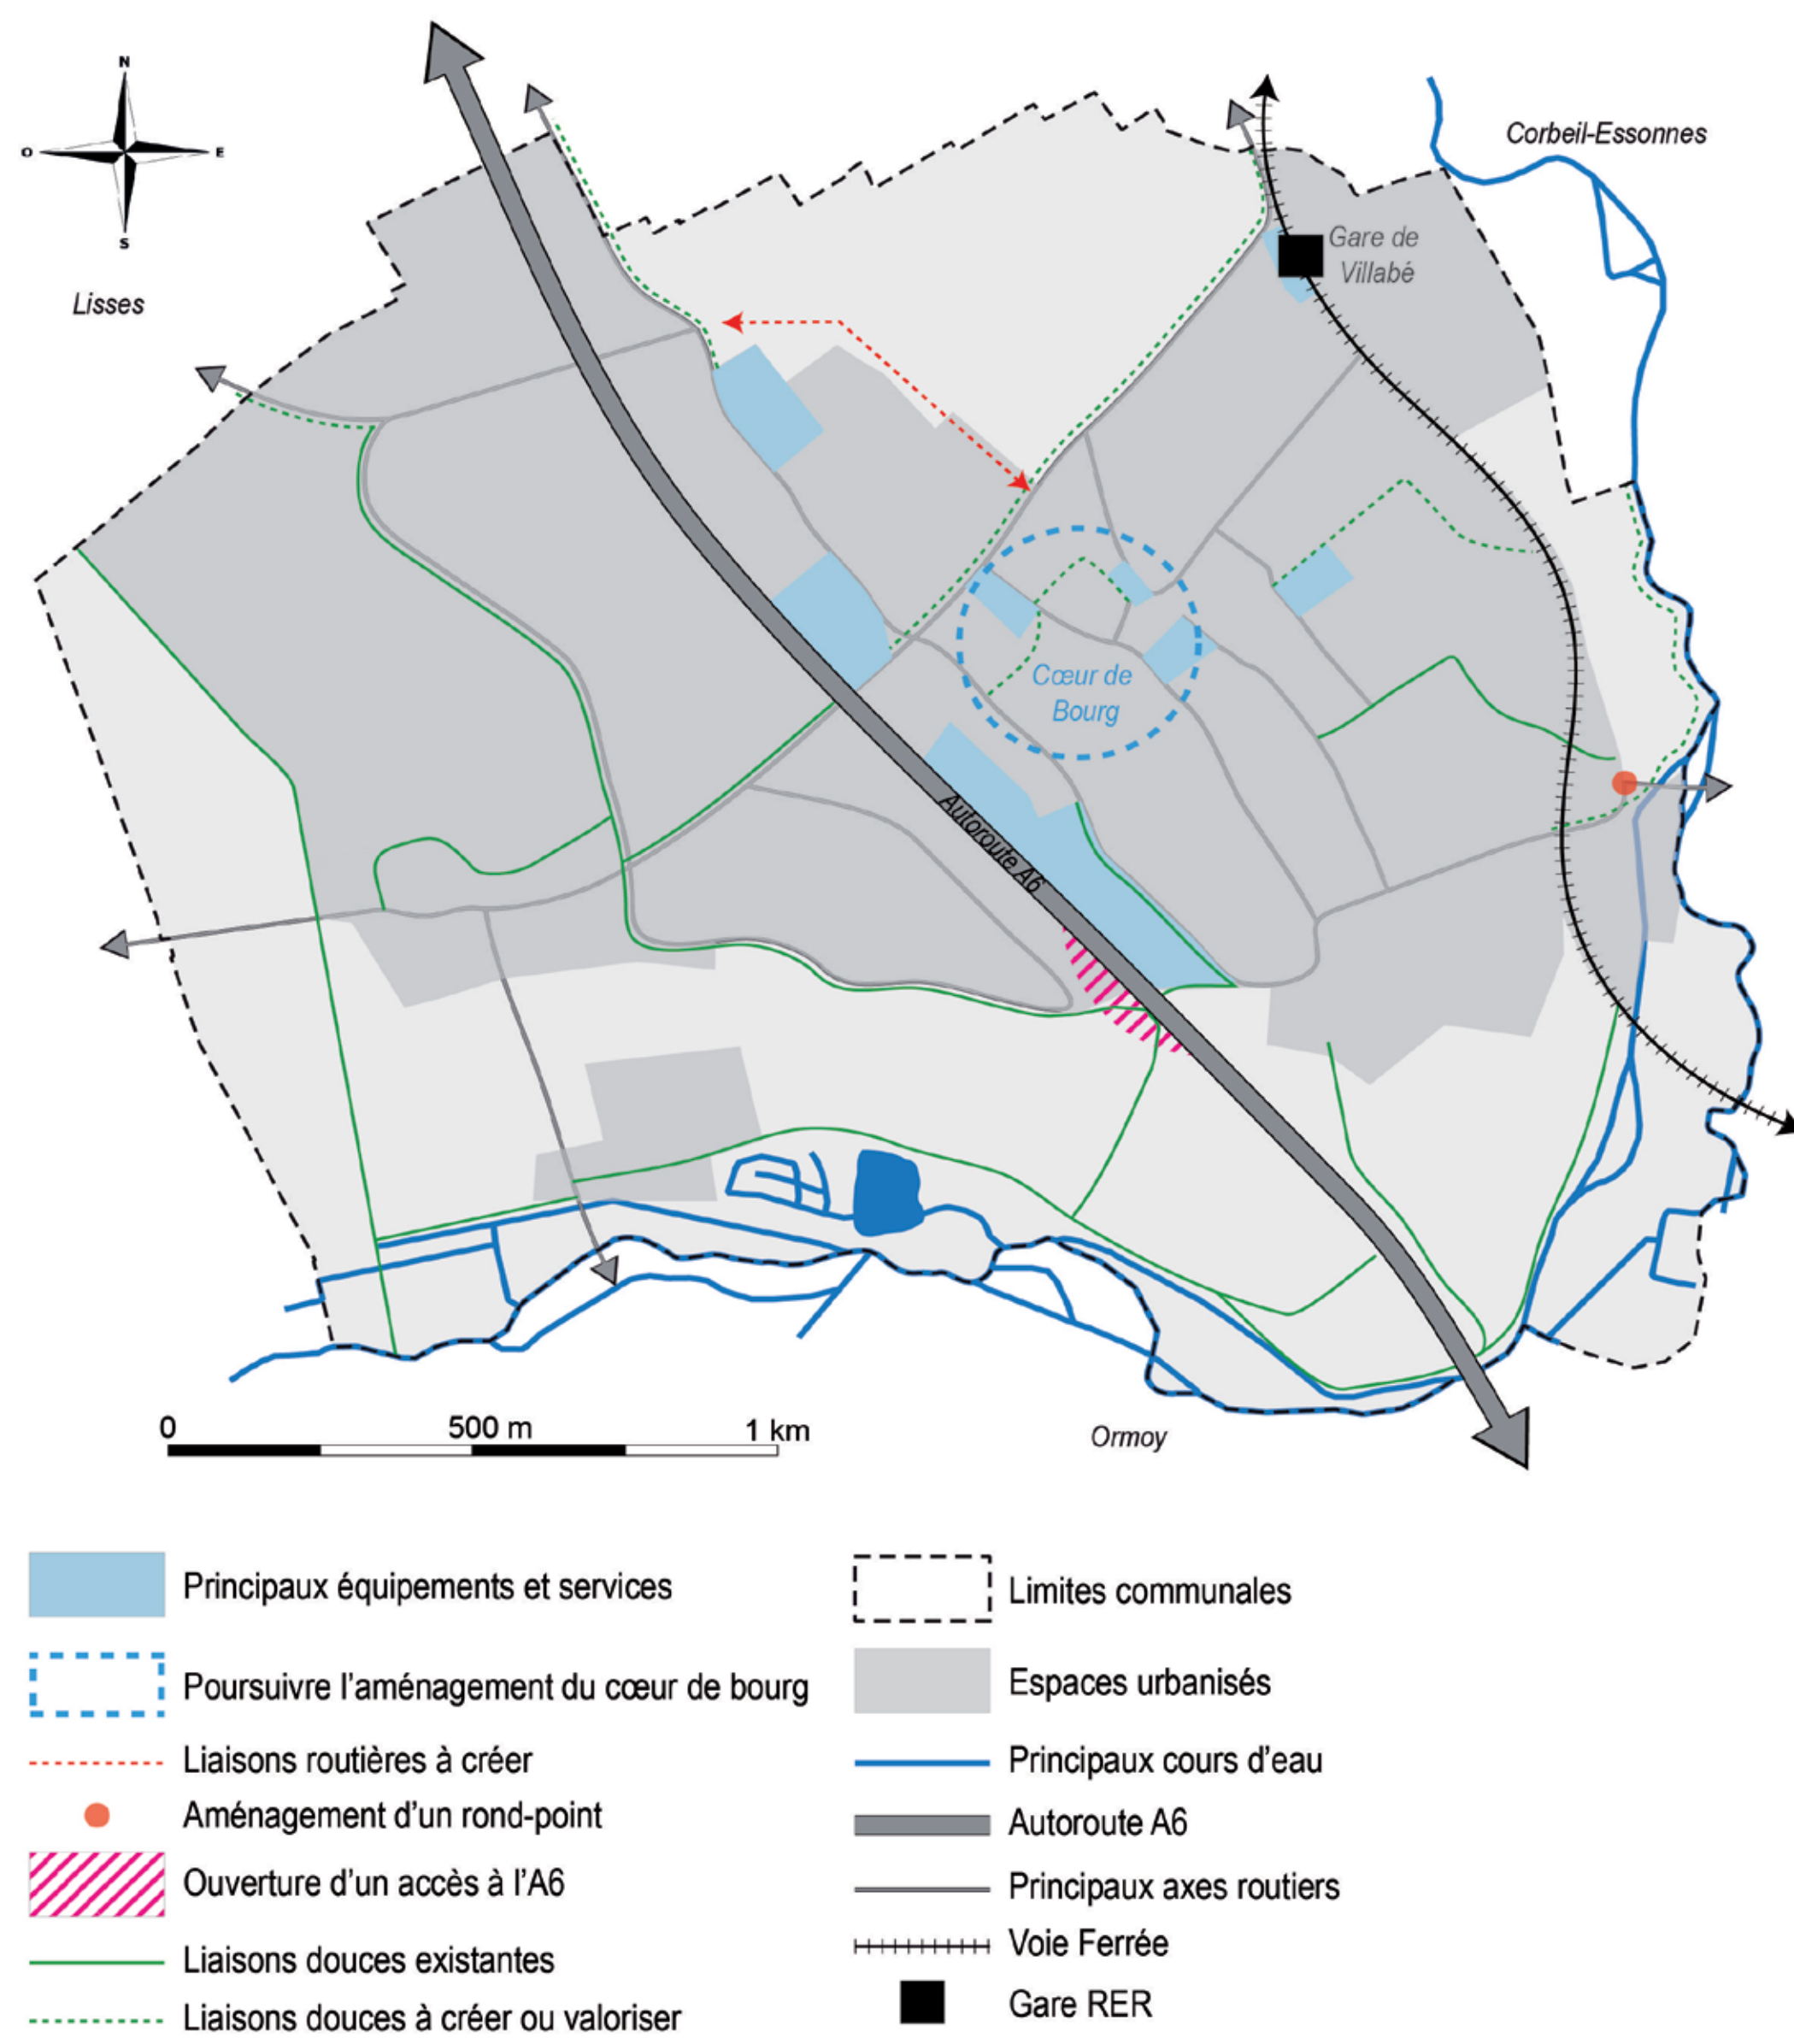 N
O
E
S
Corbeil-Essonnes
Gare de
Villabé
Lisses
Cœur de
Bourg
Autoroute A6
Ormoy
0
500 m
1 km
Principaux équipements et services
Poursuivre l'aménagement du cœur de bourg
Liaisons routières à créer
Aménagement d'un rond-point
Ouverture d'un accès à l'A6
Liaisons douces existantes
Liaisons douces à créer ou valoriser
Limites communales
Espaces urbanisés
Principaux cours d'eau
Autoroute A6
Principaux axes routiers
Voie Ferrée
Gare RER